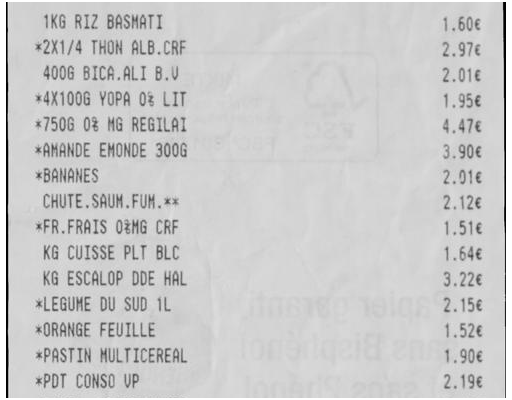 1KG RIZ BASMATI 1.60€
*2X1/4 THON ALB.CRF 2.97€
400G BICA.ALI B.V 2.01€
*4X100G YOPA 0% LIT 1.95€
*750G 0% MG REGILAI 4.47€
*AMANDE EMONDE 300G 3.90€
*BANANES 2.01€
CHUTE.SAUM.FUM.** 2.12€
*FR.FRAIS 0%MG CRF 1.51€
KG CUISSE PLT BLC 1.64€
KG ESCALOP DDE HAL 3.22€
*LEGUME DU SUD 1L 2.15€
*ORANGE FEUILLE 1.52€
*PASTIN MULTICEREAL 1.90€
*PDT CONSO UP 2.19€
Papier garanti
sans Bisphénol
et sans Phénol